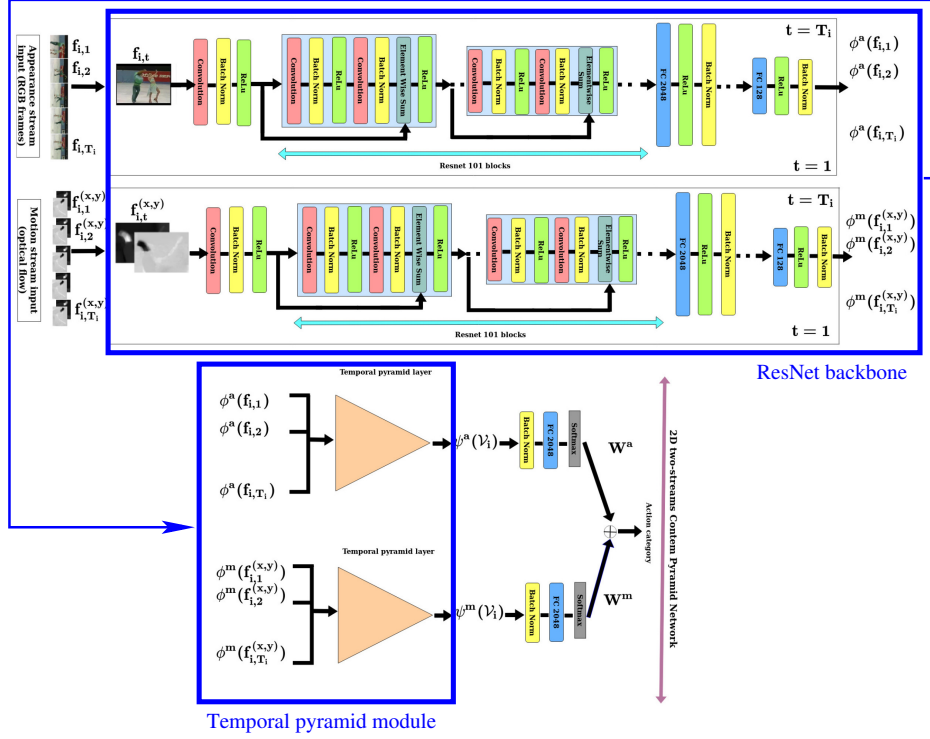 Appearance stream
input (RGB frames)
f_{i,1}
f_{i,2}
f_{i,T_i}
f_{i,t}
Convolution
Batch Norm
ReLu
Convolution
Batch Norm
ReLu
Convolution
Batch Norm
Element Wise Sum
ReLu
Convolution
Batch Norm
ReLu
Convolution
Batch Norm
Elementwise
Sum
ReLu
FC 2048
ReLu
Batch Norm
FC 128
ReLu
Batch Norm
t = T_i
t = 1
Resnet 101 blocks
ϕ^a(f_{i,1})
ϕ^a(f_{i,2})
ϕ^a(f_{i,T_i})
Motion stream input
(optical flow)
f_{i,1}^{(x,y)}
f_{i,2}^{(x,y)}
f_{i,T_i}^{(x,y)}
f_{i,t}^{(x,y)}
Convolution
Batch Norm
ReLu
Convolution
Batch Norm
ReLu
Convolution
Batch Norm
Element Wise Sum
ReLu
Convolution
Batch Norm
ReLu
Convolution
Batch Norm
Elementwise
Sum
ReLu
FC 2048
ReLu
Batch Norm
FC 128
ReLu
Batch Norm
t = T_i
t = 1
Resnet 101 blocks
ϕ^m(f_{i,1}^{(x,y)})
ϕ^m(f_{i,2}^{(x,y)})
ϕ^m(f_{i,T_i}^{(x,y)})
ResNet backbone
Temporal pyramid layer
ϕ^a(f_{i,1})
ϕ^a(f_{i,2})
ϕ^a(f_{i,T_i})
ψ^a(V_i)
Batch Norm
FC 2048
Softmax
W^a
Temporal pyramid layer
ϕ^m(f_{i,1}^{(x,y)})
ϕ^m(f_{i,2}^{(x,y)})
ϕ^m(f_{i,T_i}^{(x,y)})
ψ^m(V_i)
Batch Norm
FC 2048
Softmax
W^m
Action category
2D two-streams Contem Pyramid Network
Temporal pyramid module